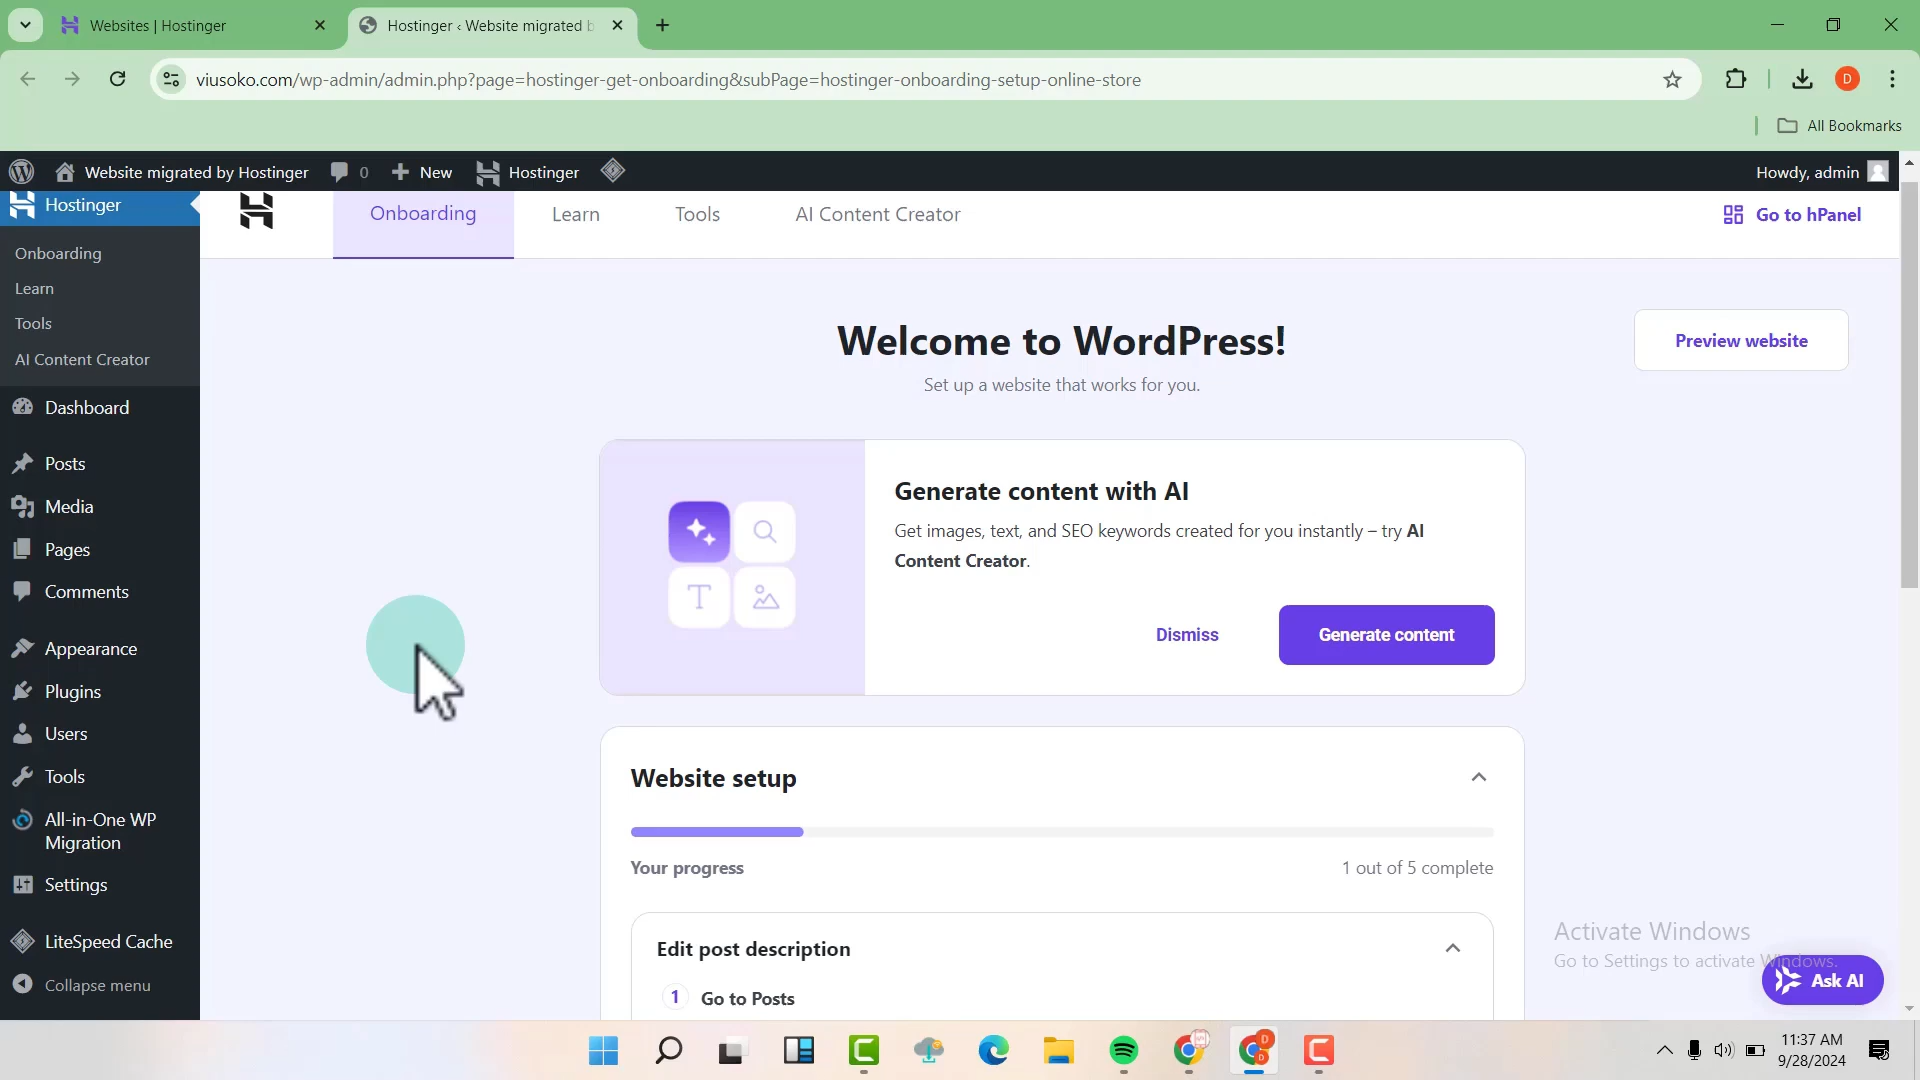 Websites | Hostinger
Hostinger ‹ Website migrated b
viusoko.com/wp-admin/admin.php?page=hostinger-get-onboarding&subPage=hostinger-onboarding-setup-online-store
D
All Bookmarks
Website migrated by Hostinger
0
New
Hostinger
Howdy, admin
Hostinger
Onboarding
Learn
Tools
AI Content Creator
Go to hPanel
Onboarding
Learn
Tools
AI Content Creator
Dashboard
Posts
Media
Pages
Comments
Appearance
Plugins
Users
Tools
All-in-One WP
Migration
Settings
LiteSpeed Cache
Collapse menu
Welcome to WordPress!
Set up a website that works for you.
Preview website
Generate content with AI
Get images, text, and SEO keywords created for you instantly – try AI
Content Creator.
Dismiss
Generate content
Website setup
Your progress
1 out of 5 complete
Edit post description
1 Go to Posts
Activate Windows
Go to Settings to activate Windows.
Ask AI
11:37 AM
9/28/2024